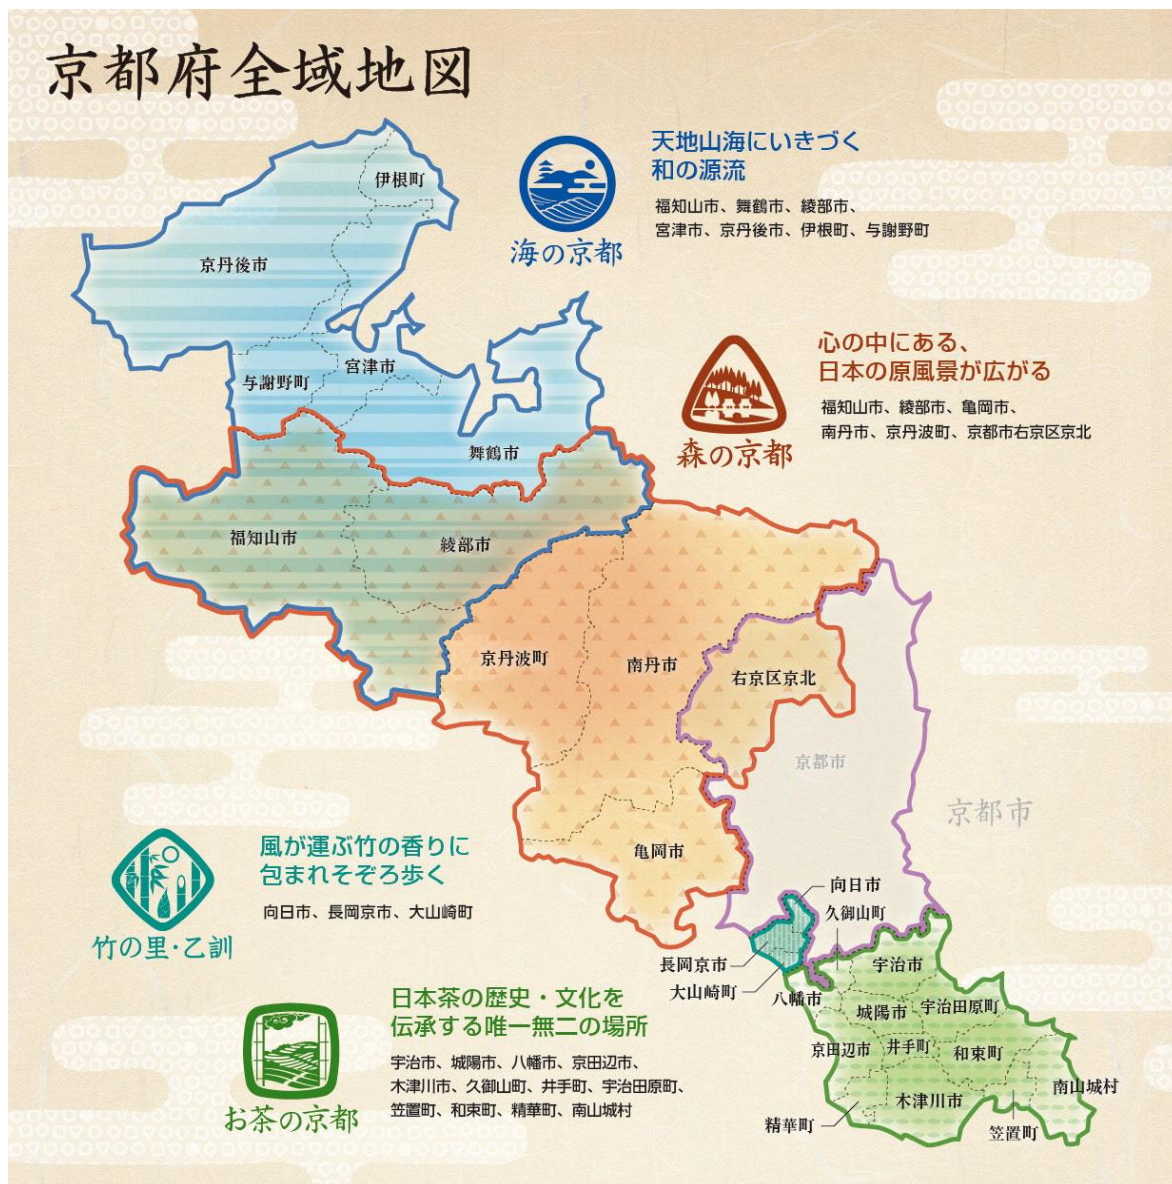 京都府全域地図
天地山海にいきづく
和の源流
福知山市、舞鶴市、綾部市、
宮津市、京丹後市、伊根町、与謝野町
海の京都
伊根町
京丹後市
宮津市
与謝野町
舞鶴市
心の中にある、
日本の原風景が広がる
福知山市、綾部市、亀岡市、
南丹市、京丹波町、京都市右京区京北
森の京都
福知山市
綾部市
京丹波町
南丹市
右京区京北
京都市
京都市
亀岡市
風が運ぶ竹の香りに
包まれそぞろ歩く
向日市、長岡京市、大山崎町
竹の里・乙訓
向日市
久御山町
長岡京市
大山崎町
八幡市
宇治市
城陽市
宇治田原町
京田辺市
井手町
和束町
南山城村
木津川市
精華町
笠置町
日本茶の歴史・文化を
伝承する唯一無二の場所
宇治市、城陽市、八幡市、京田辺市、
木津川市、久御山町、井手町、宇治田原町、
笠置町、和束町、精華町、南山城村
お茶の京都